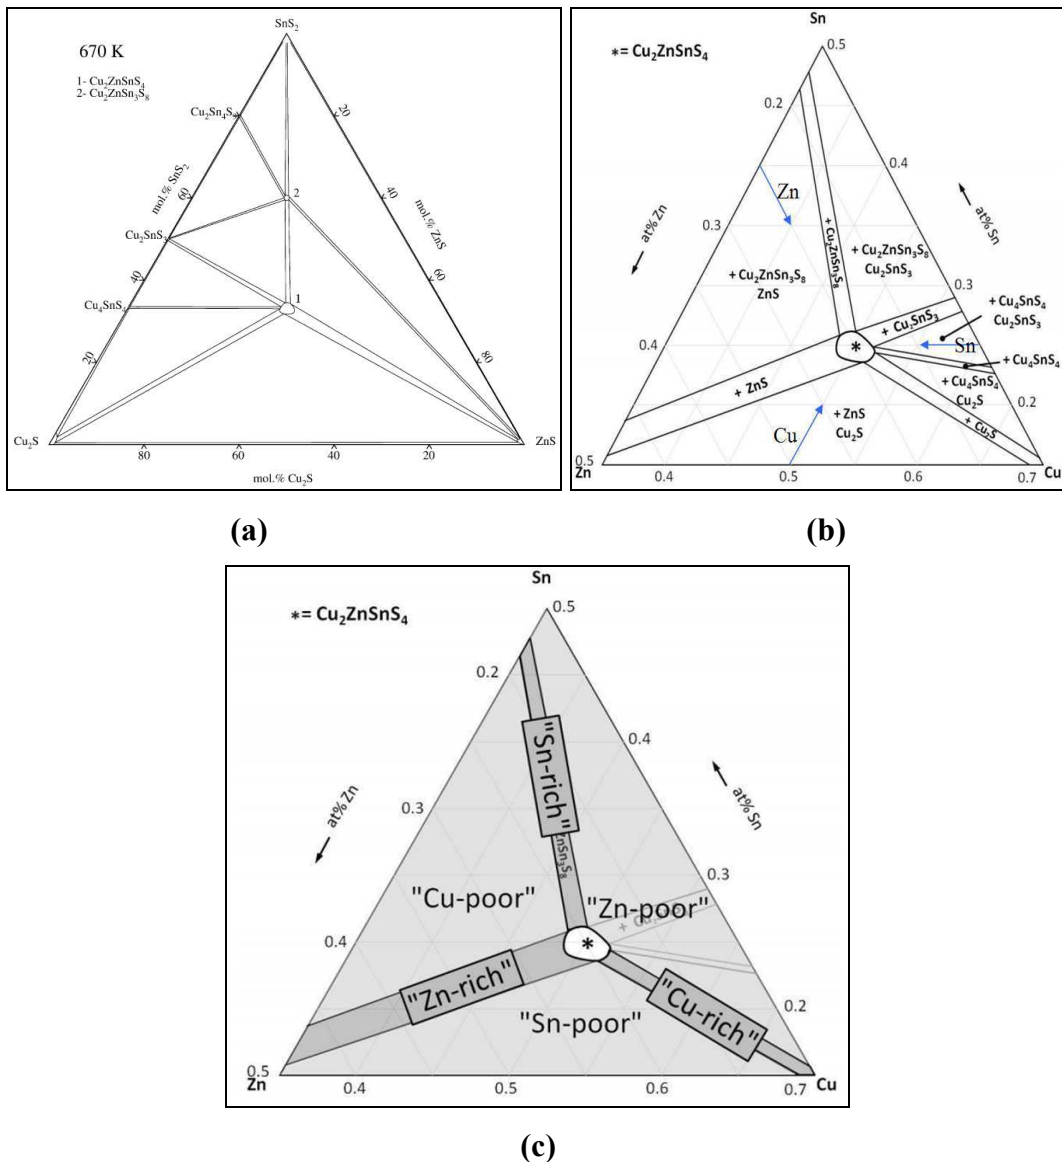 SnS₂
670 K
1- Cu₂ZnSnS₄
2- Cu₂ZnSn₃S₈
Cu₂Sn₄S
20
mol.% SnS₂
60
2
40
mol.% ZnS
Cu₂SnS₃
40
60
1
Cu₄SnS₄
20
80
Cu₂S
ZnS
80
60
40
20
mol.% Cu₂S
(a)
Sn
*= Cu₂ZnSnS₄
0.5
0.2
0.4
Zn
at% Zn
0.3
+ Cu₂ZnSn₃S₈
+ Cu₂ZnSn₃S₈
Cu₂SnS₃
at% Sn
+ Cu₂ZnSn₃S₈
ZnS
0.3
+ Cu₂SnS₃
+ Cu₄SnS₄
Cu₂SnS₃
0.4
*
Sn
+ Cu₄SnS₄
+ ZnS
+ Cu₄SnS₄
Cu₂S
0.2
+ ZnS
Cu₂S
Cu
+ Cu₂S
0.5
Zn
0.4
0.5
0.6
0.7
Cu
(b)
Sn
*= Cu₂ZnSnS₄
0.5
0.2
"Sn-rich"
0.4
at% Zn
at% Sn
0.3
ZnSn₃S₈
0.3
"Cu-poor"
"Zn-poor"
0.4
*
"Zn-rich"
"Cu-rich"
0.2
"Sn-poor"
0.5
Zn
0.4
0.5
0.6
0.7
Cu
(c)